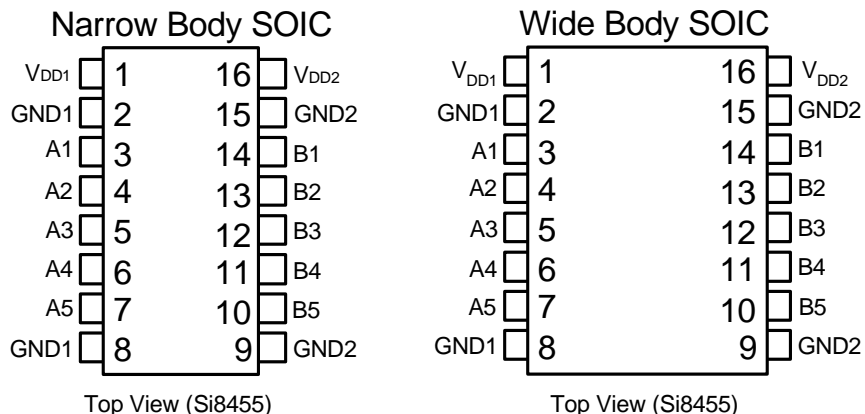 Narrow Body SOIC
VDD1 1 16 VDD2
GND1 2 15 GND2
A1 3 14 B1
A2 4 13 B2
A3 5 12 B3
A4 6 11 B4
A5 7 10 B5
GND1 8 9 GND2
Top View (Si8455)
Wide Body SOIC
VDD1 1 16 VDD2
GND1 2 15 GND2
A1 3 14 B1
A2 4 13 B2
A3 5 12 B3
A4 6 11 B4
A5 7 10 B5
GND1 8 9 GND2
Top View (Si8455)